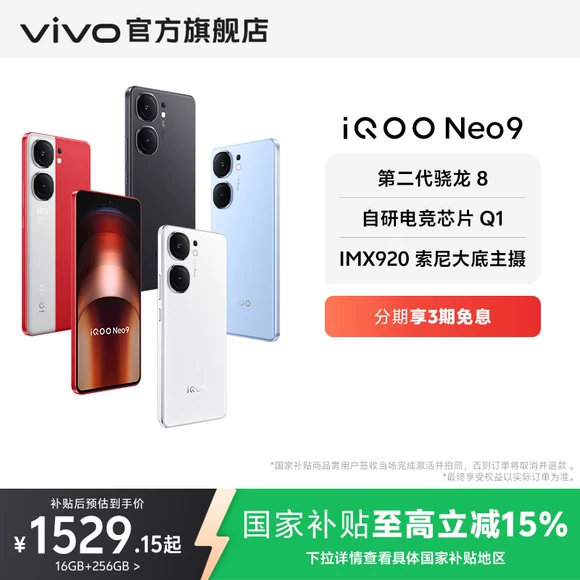 vivo 官方旗舰店
iQOO Neo9
第二代骁龙 8
自研电竞芯片 Q1
IMX920 索尼大底主摄
分期享3期免息
iQOO
iQOO Neo9
iQOO
iQOO
*国家补贴商品需用户签收当场完成激活并拍照，否则订单将取消并退款 。
*最终享受权益以实际订单为准。
补贴后预估到手价
¥1529.15起
16GB+256GB >
国家补贴至高立减15%
下拉详情查看具体国家补贴地区